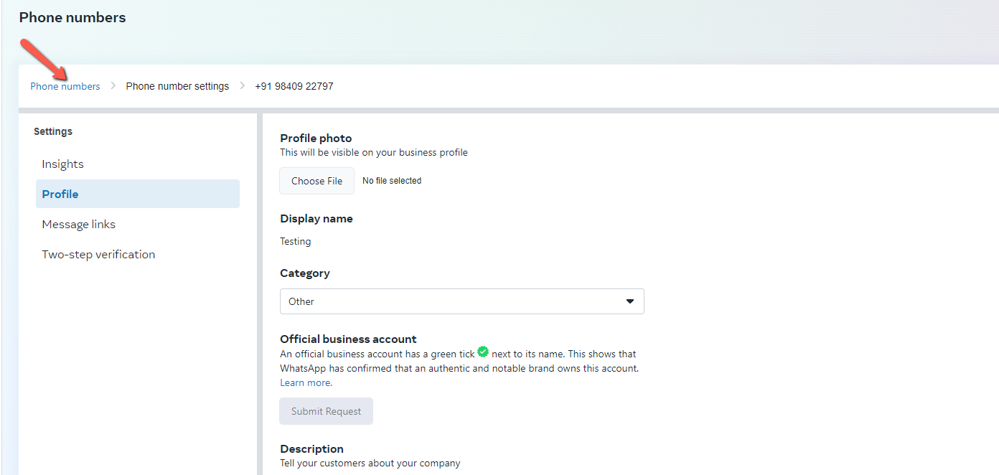 Phone numbers
Phone numbers > Phone number settings > +91 98409 22797
Settings
Insights
Profile
Message links
Two-step verification
Profile photo
This will be visible on your business profile
Choose File No file selected
Display name
Testing
Category
Other
Official business account
An official business account has a green tick next to its name. This shows that
WhatsApp has confirmed that an authentic and notable brand owns this account.
Learn more.
Submit Request
Description
Tell your customers about your company